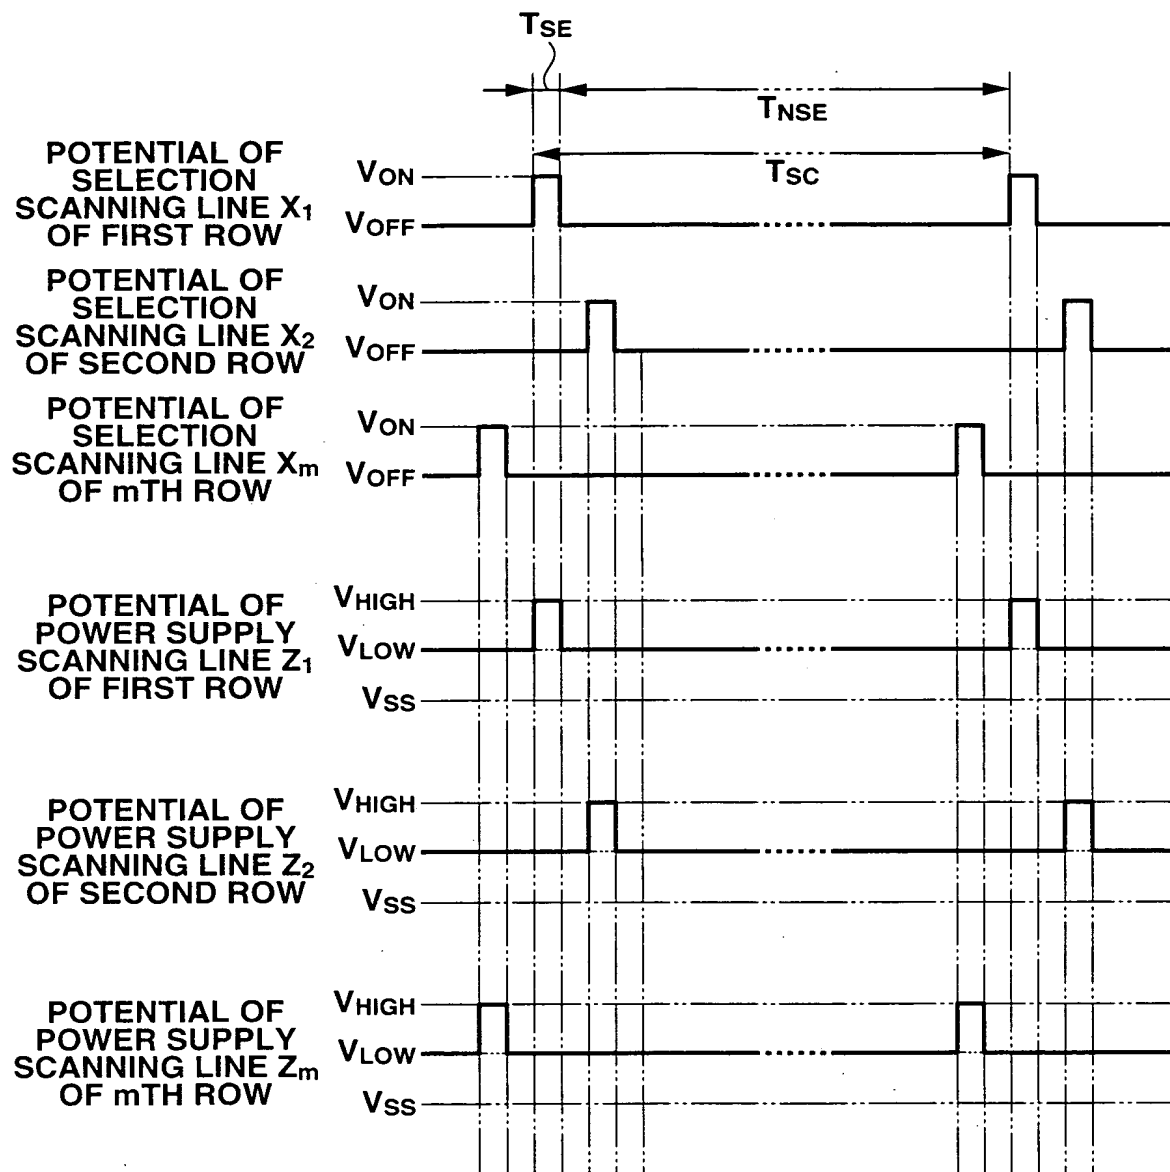 TSE
TNSE
TSC
POTENTIAL OF
SELECTION
SCANNING LINE X1
OF FIRST ROW
VON
VOFF
POTENTIAL OF
SELECTION
SCANNING LINE X2
OF SECOND ROW
VON
VOFF
POTENTIAL OF
SELECTION
SCANNING LINE Xm
OF mTH ROW
VON
VOFF
POTENTIAL OF
POWER SUPPLY
SCANNING LINE Z1
OF FIRST ROW
VHIGH
VLOW
VSS
POTENTIAL OF
POWER SUPPLY
SCANNING LINE Z2
OF SECOND ROW
VHIGH
VLOW
VSS
POTENTIAL OF
POWER SUPPLY
SCANNING LINE Zm
OF mTH ROW
VHIGH
VLOW
VSS